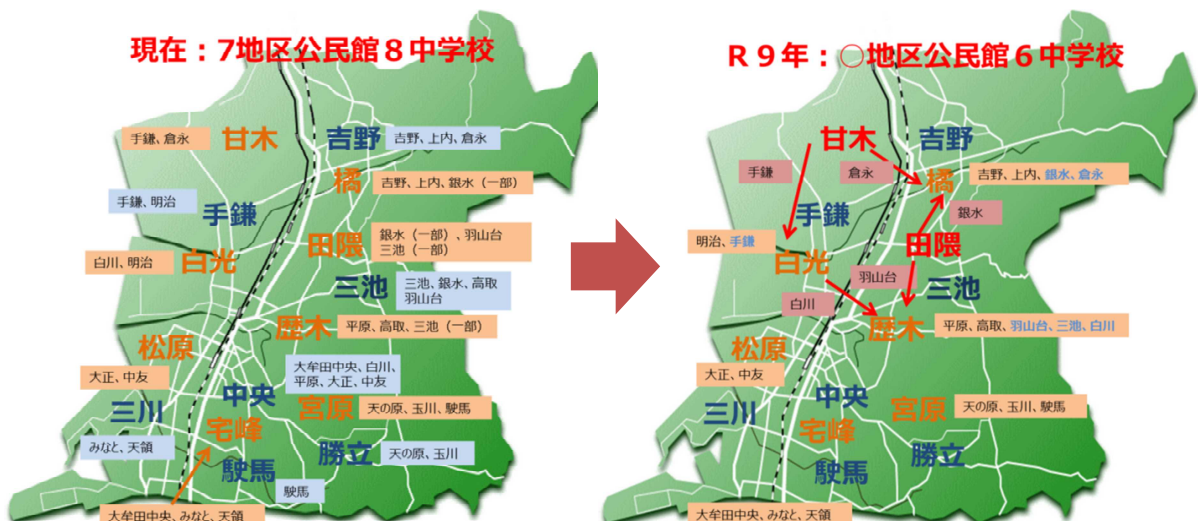 現在：7地区公民館８中学校
手鎌、倉永
甘木
吉野
吉野、上内、倉永
橘
吉野、上内、銀水（一部）
手鎌、明治
手鎌
銀水（一部）、羽山台
三池（一部）
田隈
白川、明治
白光
三池
三池、銀水、高取
羽山台
歴木
平原、高取、三池（一部）
松原
大牟田中央、白川、
平原、大正、中友
大正、中友
中央
三川
宮原
天の原、玉川、駛馬
宅峰
みなと、天領
勝立
天の原、玉川
駛馬
駛馬
大牟田中央、みなと、天領
Ｒ９年：○地区公民館６中学校
甘木
吉野
手鎌
倉永
橘
吉野、上内、銀水、倉永
手鎌
銀水
明治、手鎌
白光
田隈
羽山台
三池
白川
歴木
平原、高取、羽山台、三池、白川
松原
大正、中友
中央
三川
宮原
天の原、玉川、駛馬
宅峰
勝立
駛馬
大牟田中央、みなと、天領